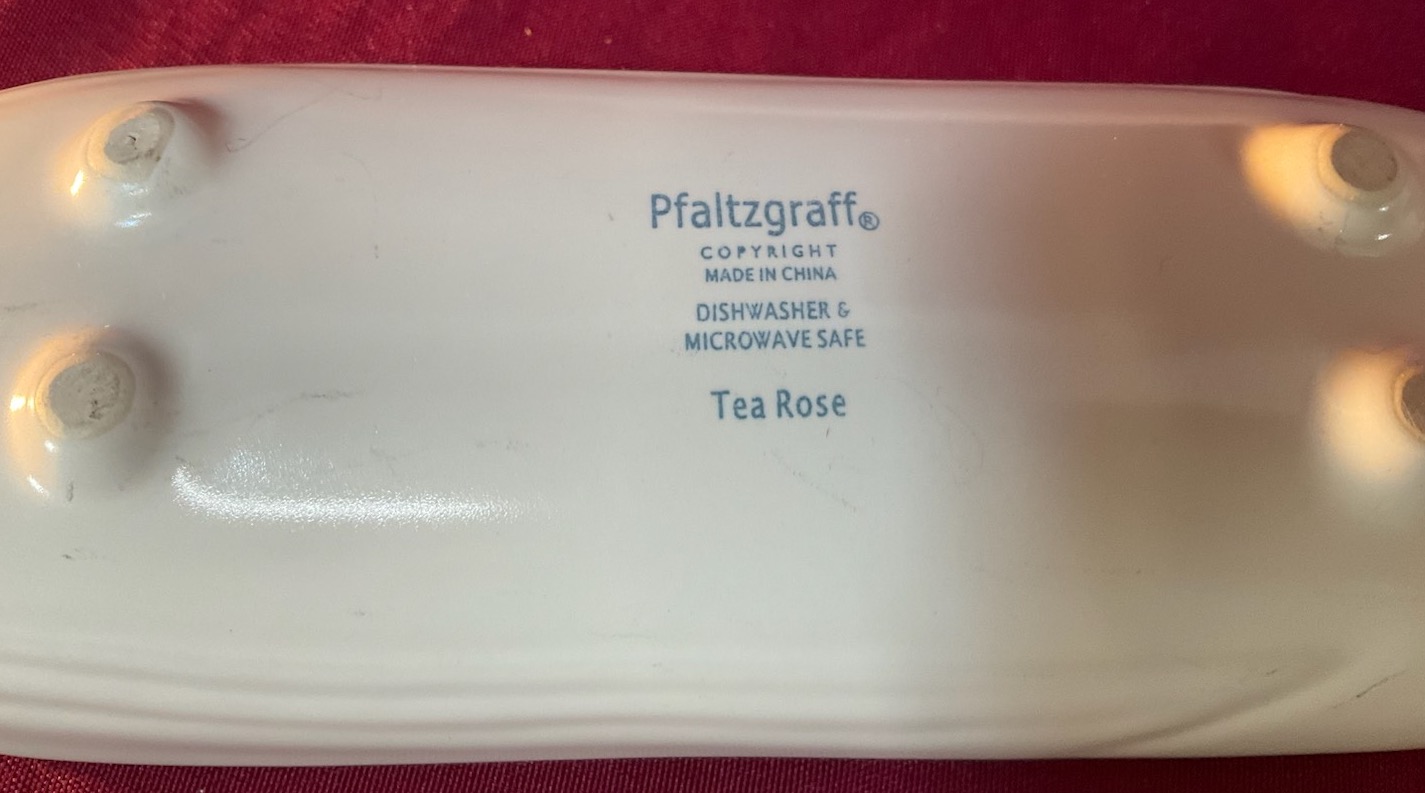 Pfaltzgraff®
COPYRIGHT
MADE IN CHINA
DISHWASHER &
MICROWAVE SAFE
Tea Rose